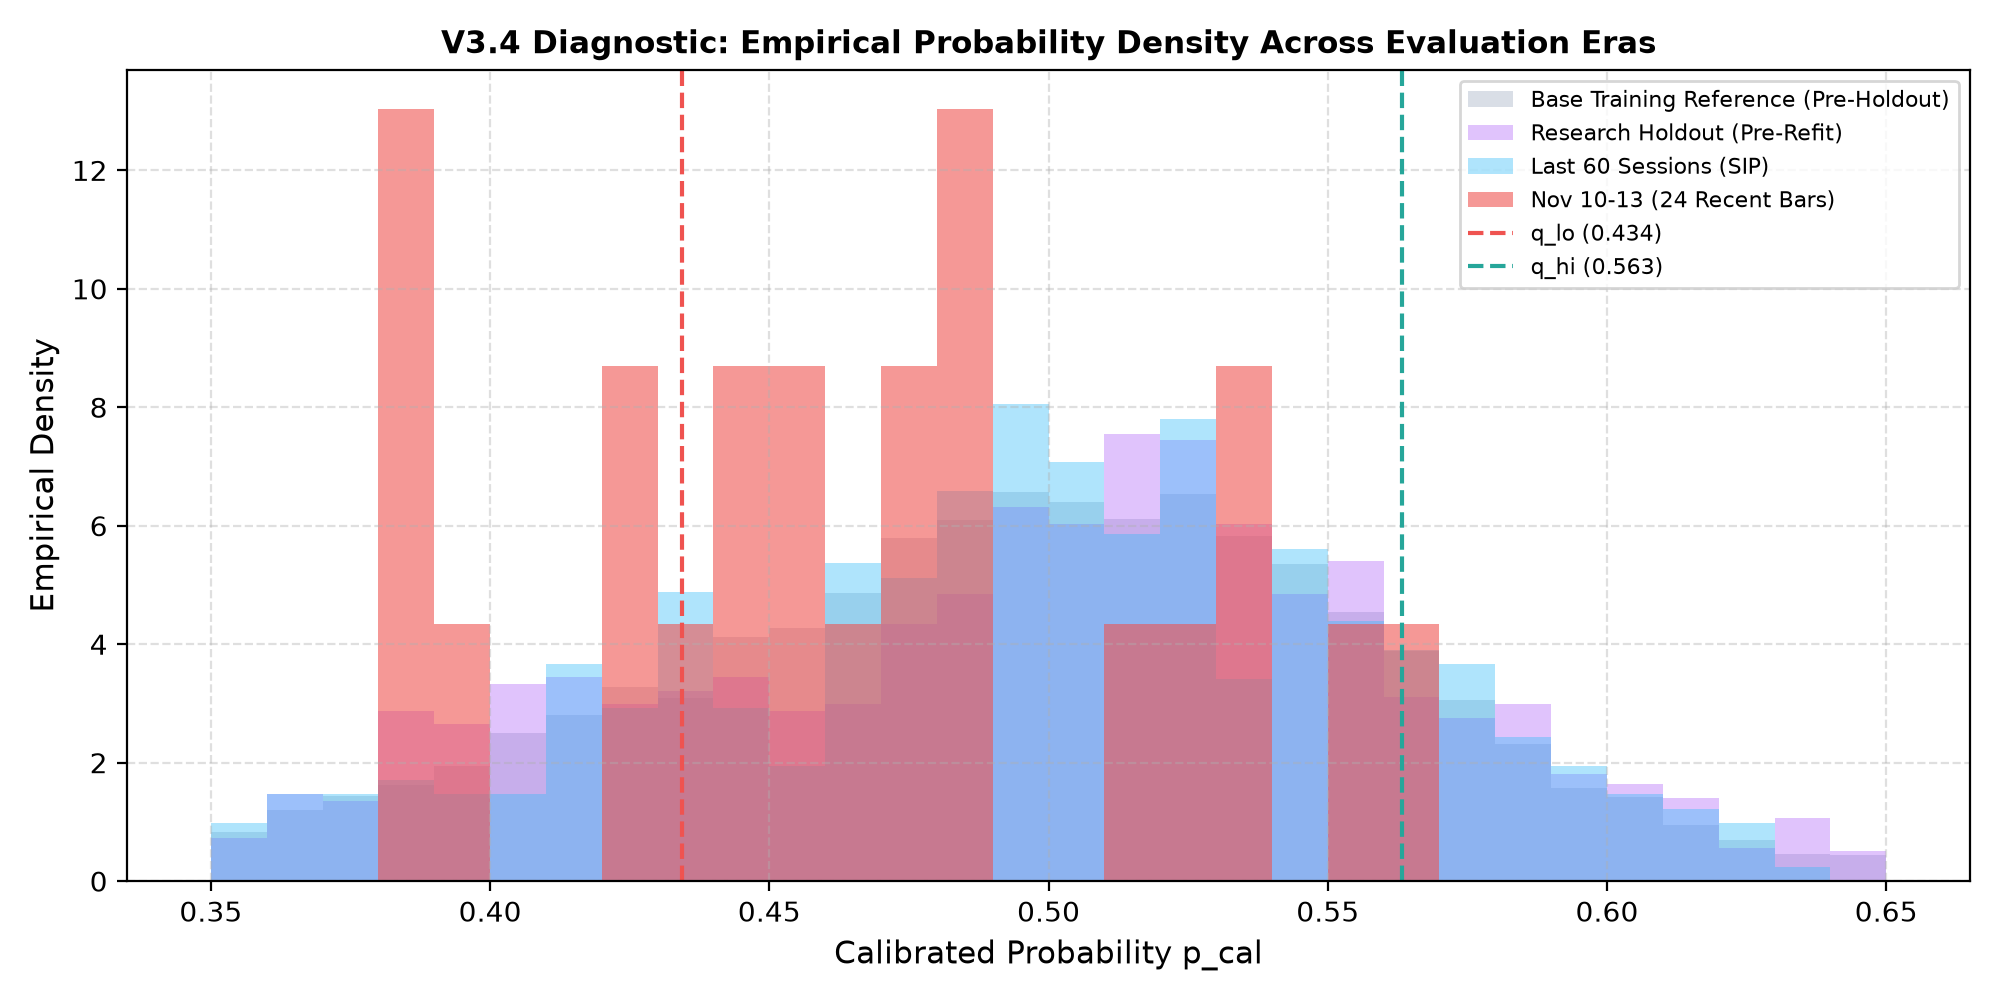 V3.4 Diagnostic: Empirical Probability Density Across Evaluation Eras
Base Training Reference (Pre-Holdout)
Research Holdout (Pre-Refit)
Last 60 Sessions (SIP)
Nov 10-13 (24 Recent Bars)
q_lo (0.434)
q_hi (0.563)
Empirical Density
12
10
8
6
4
2
0
0.35 0.40 0.45 0.50 0.55 0.60 0.65
Calibrated Probability p_cal